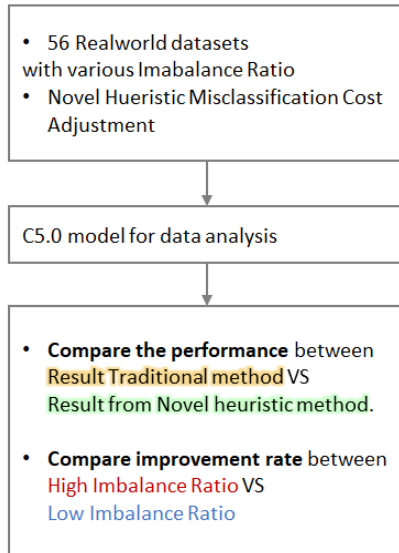 • 56 Realworld datasets
with various Imabalance Ratio
• Novel Hueristic Misclassification Cost
Adjustment
C5.0 model for data analysis
• Compare the performance between
Result Traditional method VS
Result from Novel heuristic method.
• Compare improvement rate between
High Imbalance Ratio VS
Low Imbalance Ratio